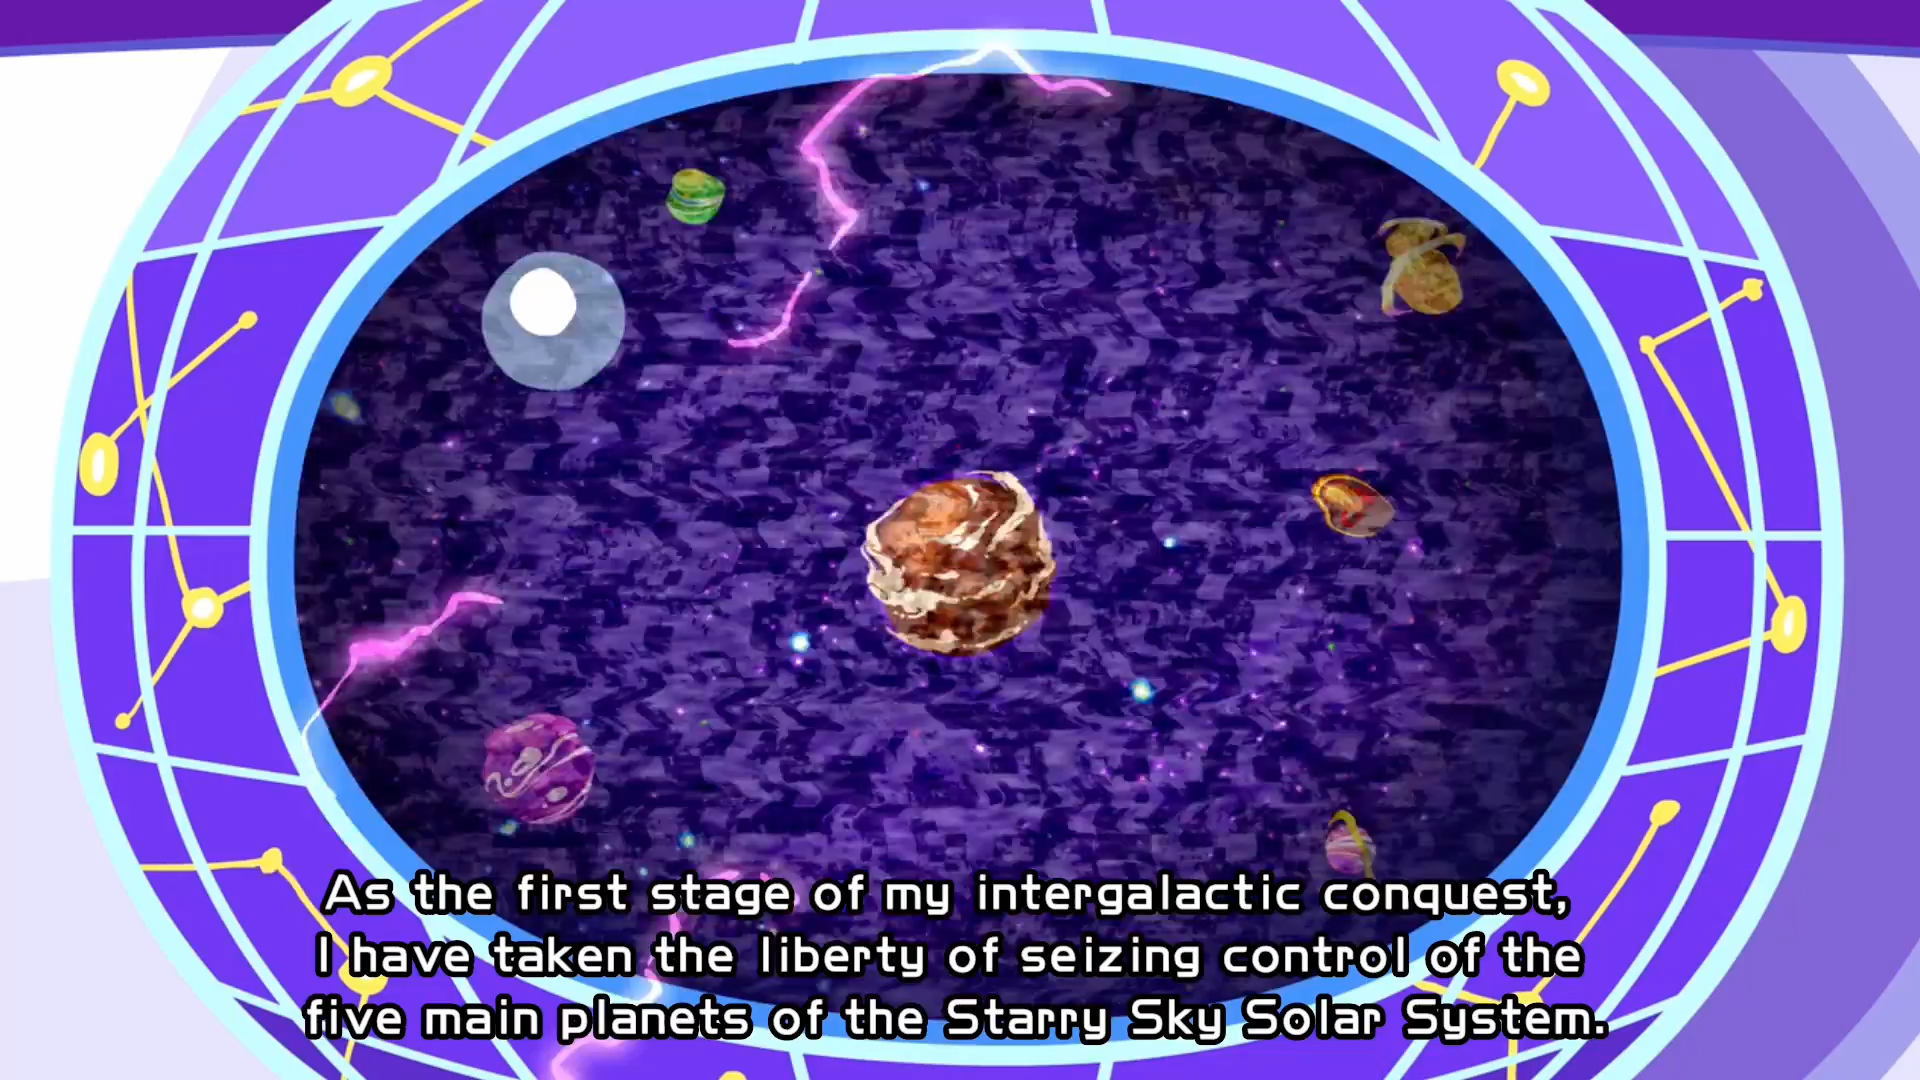 As the first stage of my intergalactic conquest,
I have taken the liberty of seizing control of the
five main planets of the Starry Sky Solar System.